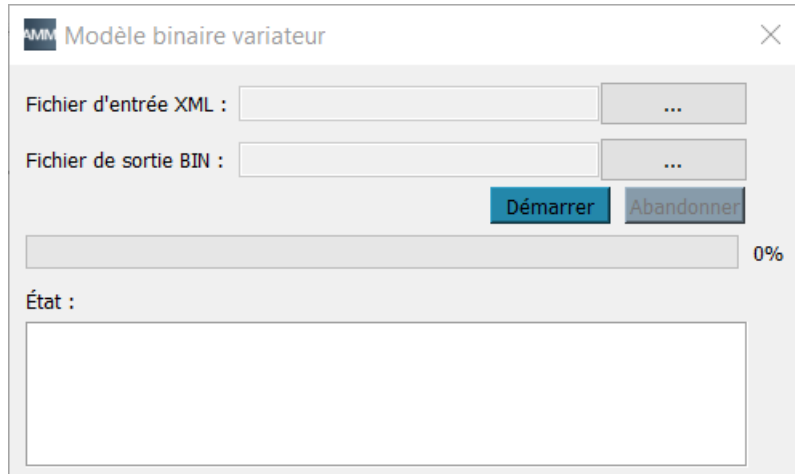 AMM Modèle binaire variateur
Fichier d'entrée XML : ...
Fichier de sortie BIN : ...
Démarrer Abandonner
0%
État :